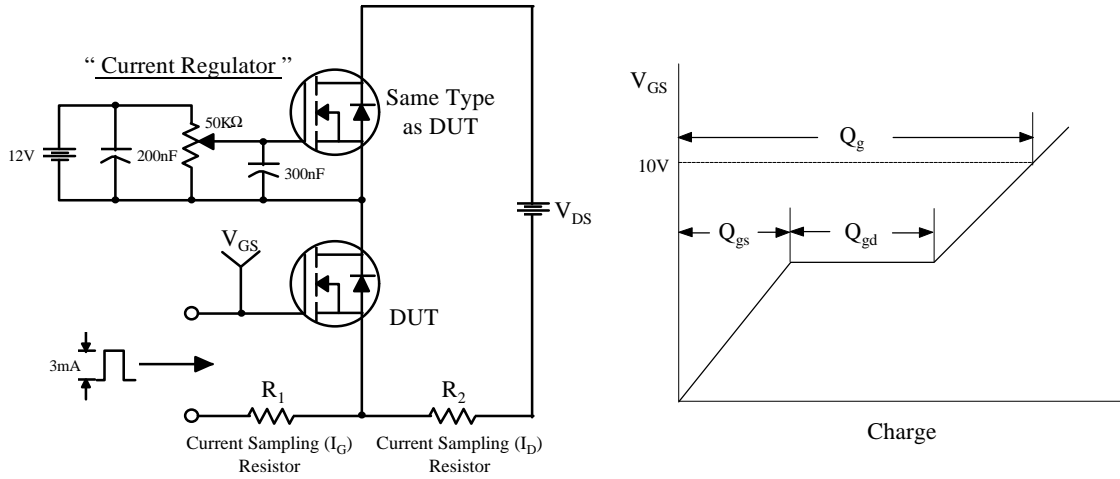 “ Current Regulator ”
Same Type
as DUT
50KΩ
12V
200nF
300nF
V_DS
V_GS
DUT
3mA
R_1
R_2
Current Sampling (I_G)
Resistor
Current Sampling (I_D)
Resistor
V_GS
Q_g
10V
Q_gs
Q_gd
Charge